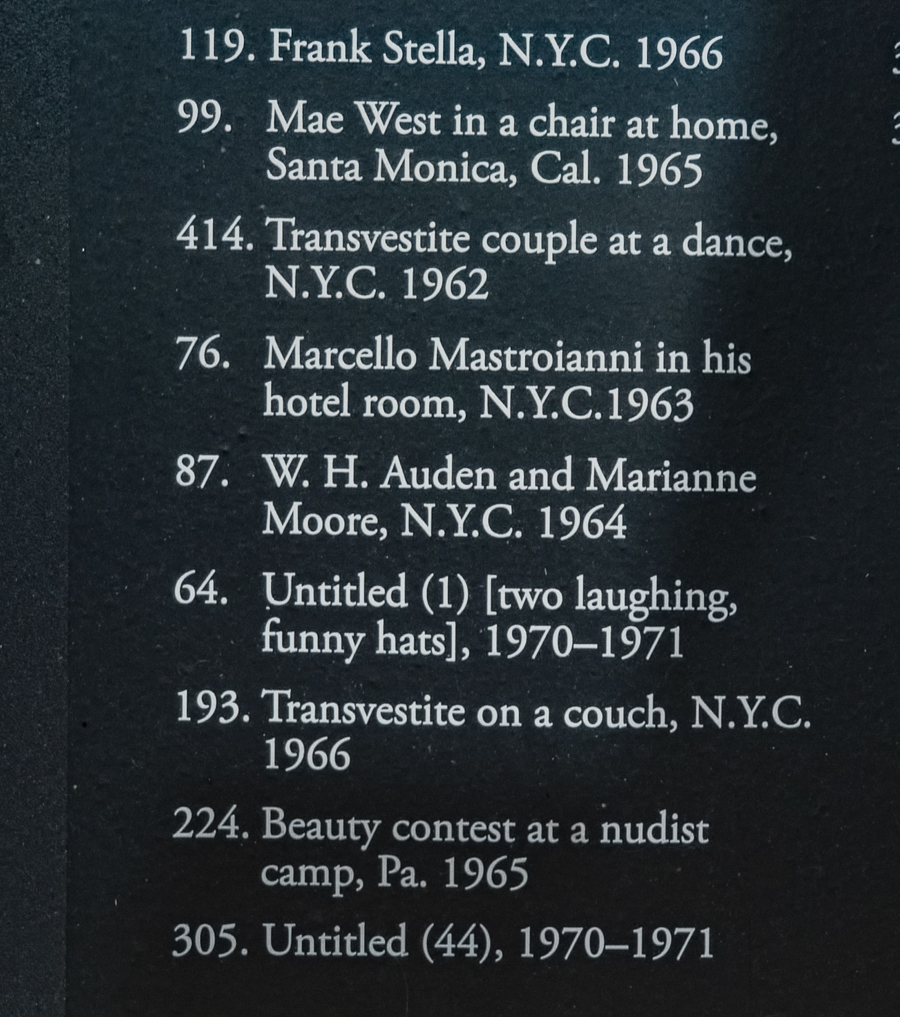 119. Frank Stella, N.Y.C. 1966
99. Mae West in a chair at home,
Santa Monica, Cal. 1965
414. Transvestite couple at a dance,
N.Y.C. 1962
76. Marcello Mastroianni in his
hotel room, N.Y.C.1963
87. W. H. Auden and Marianne
Moore, N.Y.C. 1964
64. Untitled (1) [two laughing,
funny hats], 1970–1971
193. Transvestite on a couch, N.Y.C.
1966
224. Beauty contest at a nudist
camp, Pa. 1965
305. Untitled (44), 1970–1971